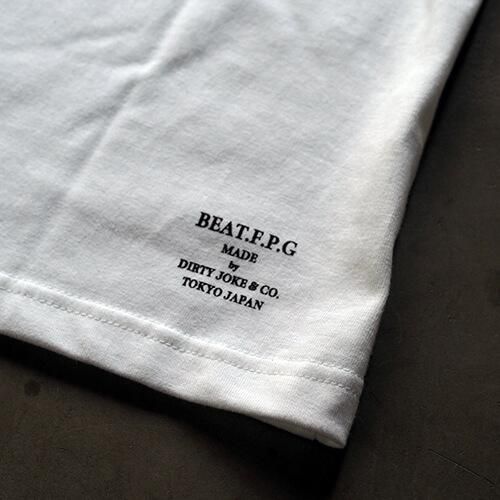 BEAT.F.P.G
MADE
by
DIRTY JOKE & CO.
TOKYO JAPAN